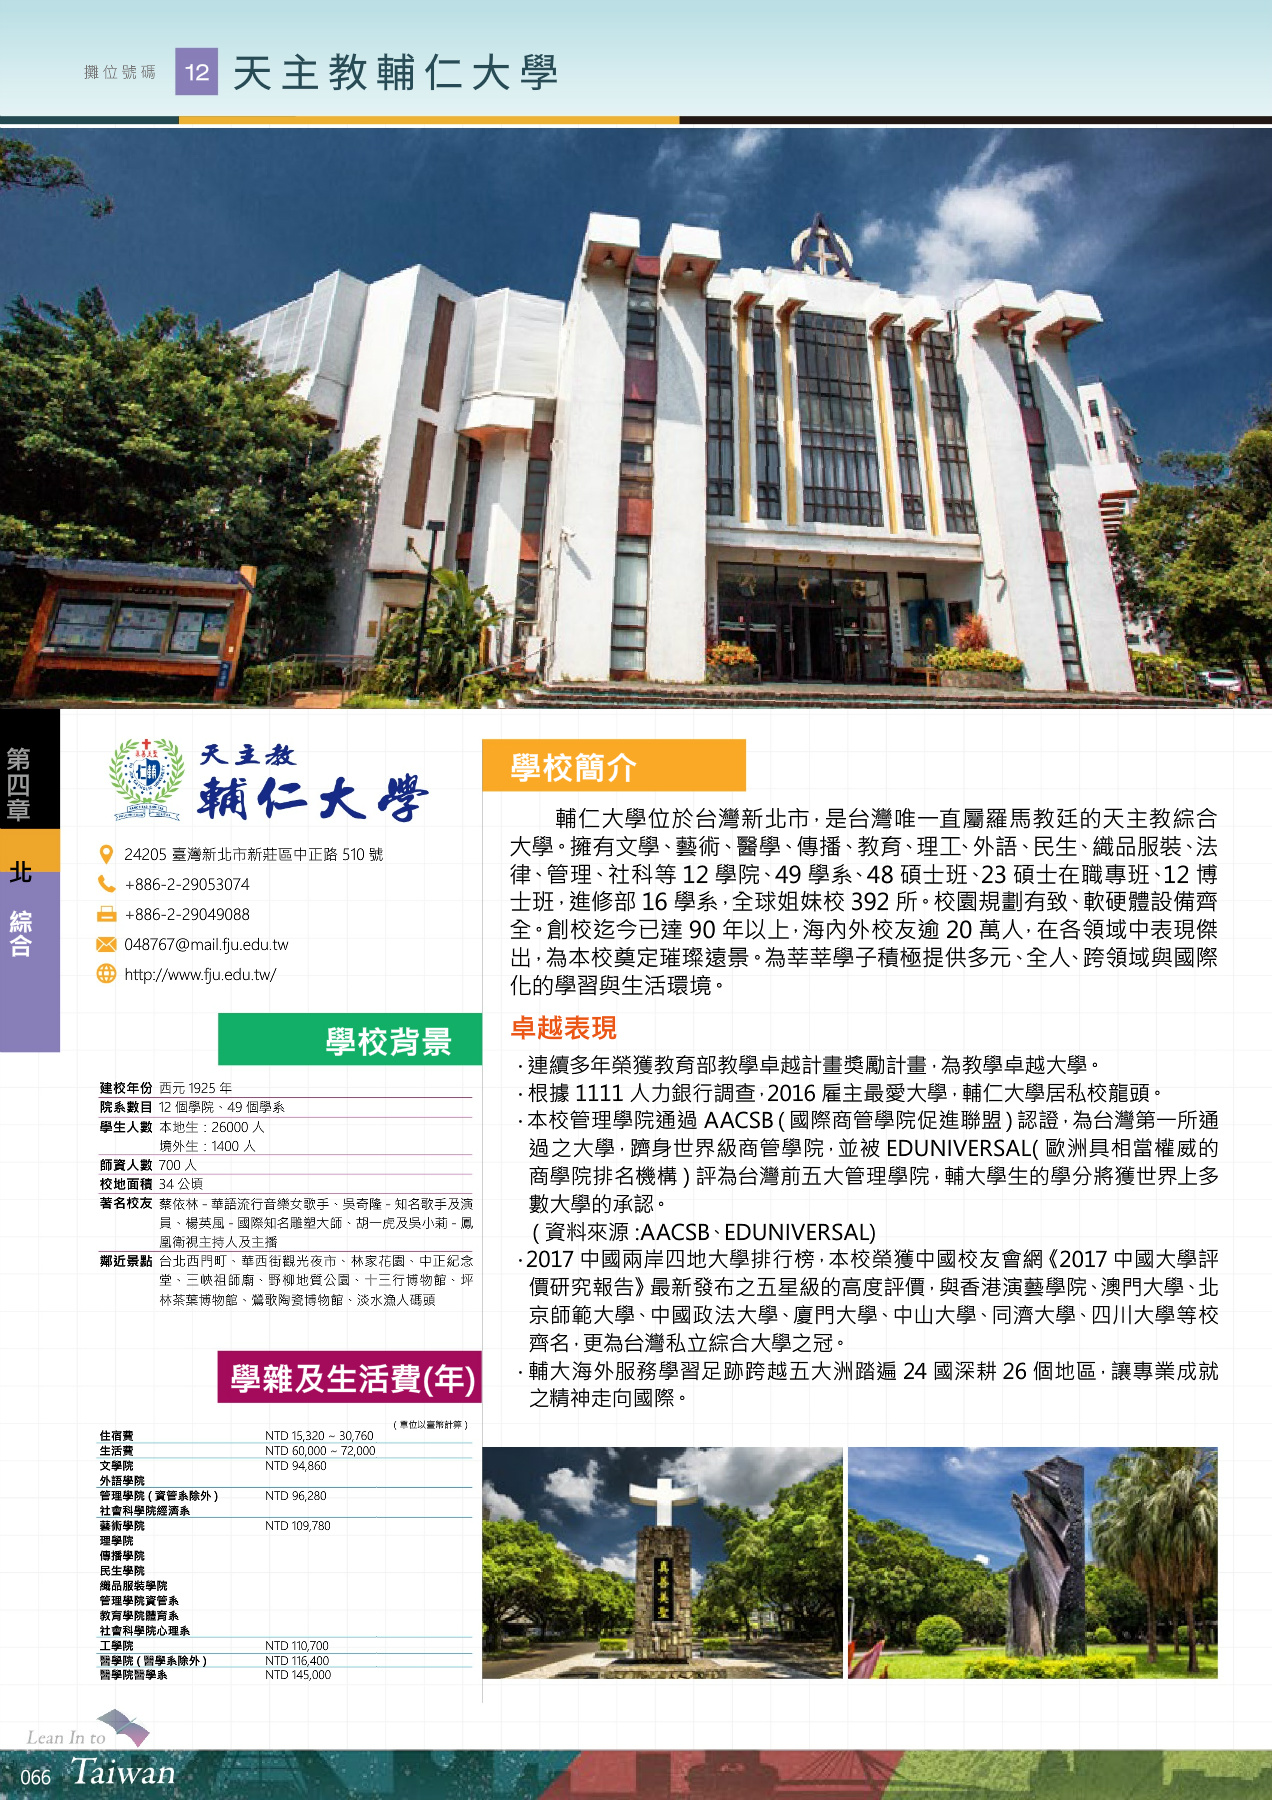 攤位號碼 12 天主教輔仁大學
第四章
北
綜合
天主教
輔仁大學
24205 臺灣新北市新莊區中正路 510 號
+886-2-29053074
+886-2-29049088
048767@mail.fju.edu.tw
http://www.fju.edu.tw/
學校背景
建校年份 西元 1925 年
院系數目 12 個學院、49 個學系
學生人數 本地生：26000 人
境外生：1400 人
師資人數 700 人
校地面積 34 公頃
著名校友 蔡依林 - 華語流行音樂女歌手、吳奇隆 - 知名歌手及演
員、楊英風 - 國際知名雕塑大師、胡一虎及吳小莉 - 鳳
凰衛視主持人及主播
鄰近景點 台北西門町、華西街觀光夜市、林家花園、中正紀念
堂、三峽祖師廟、野柳地質公園、十三行博物館、坪
林茶葉博物館、鶯歌陶瓷博物館、淡水漁人碼頭
學雜及生活費(年)
( 單位以臺幣計算 )
住宿費 NTD 15,320 ~ 30,760
生活費 NTD 60,000 ~ 72,000
文學院 NTD 94,860
外語學院
管理學院 ( 資管系除外 ) NTD 96,280
社會科學院經濟系
藝術學院 NTD 109,780
理學院
傳播學院
民生學院
織品服裝學院
管理學院資管系
教育學院體育系
社會科學院心理系
工學院 NTD 110,700
醫學院 ( 醫學系除外 ) NTD 116,400
醫學院醫學系 NTD 145,000
學校簡介
輔仁大學位於台灣新北市，是台灣唯一直屬羅馬教廷的天主教綜合
大學。擁有文學、藝術、醫學、傳播、教育、理工、外語、民生、織品服裝、法
律、管理、社科等 12 學院、49 學系、48 碩士班、23 碩士在職專班、12 博
士班，進修部 16 學系，全球姐妹校 392 所。校園規劃有致、軟硬體設備齊
全。創校迄今已達 90 年以上，海內外校友逾 20 萬人，在各領域中表現傑
出，為本校奠定璀璨遠景。為莘莘學子積極提供多元、全人、跨領域與國際
化的學習與生活環境。
卓越表現
·連續多年榮獲教育部教學卓越計畫獎勵計畫，為教學卓越大學。
·根據 1111 人力銀行調查，2016 雇主最愛大學，輔仁大學居私校龍頭。
·本校管理學院通過 AACSB ( 國際商管學院促進聯盟 ) 認證，為台灣第一所通
過之大學，躋身世界級商管學院，並被 EDUNIVERSAL( 歐洲具相當權威的
商學院排名機構 ) 評為台灣前五大管理學院，輔大學生的學分將獲世界上多
數大學的承認。
( 資料來源 :AACSB、EDUNIVERSAL)
·2017 中國兩岸四地大學排行榜，本校榮獲中國校友會網《2017 中國大學評
價研究報告》最新發布之五星級的高度評價，與香港演藝學院、澳門大學、北
京師範大學、中國政法大學、廈門大學、中山大學、同濟大學、四川大學等校
齊名，更為台灣私立綜合大學之冠。
·輔大海外服務學習足跡跨越五大洲踏遍 24 國深耕 26 個地區，讓專業成就
之精神走向國際。
真善美聖
Lean In to
066 Taiwan